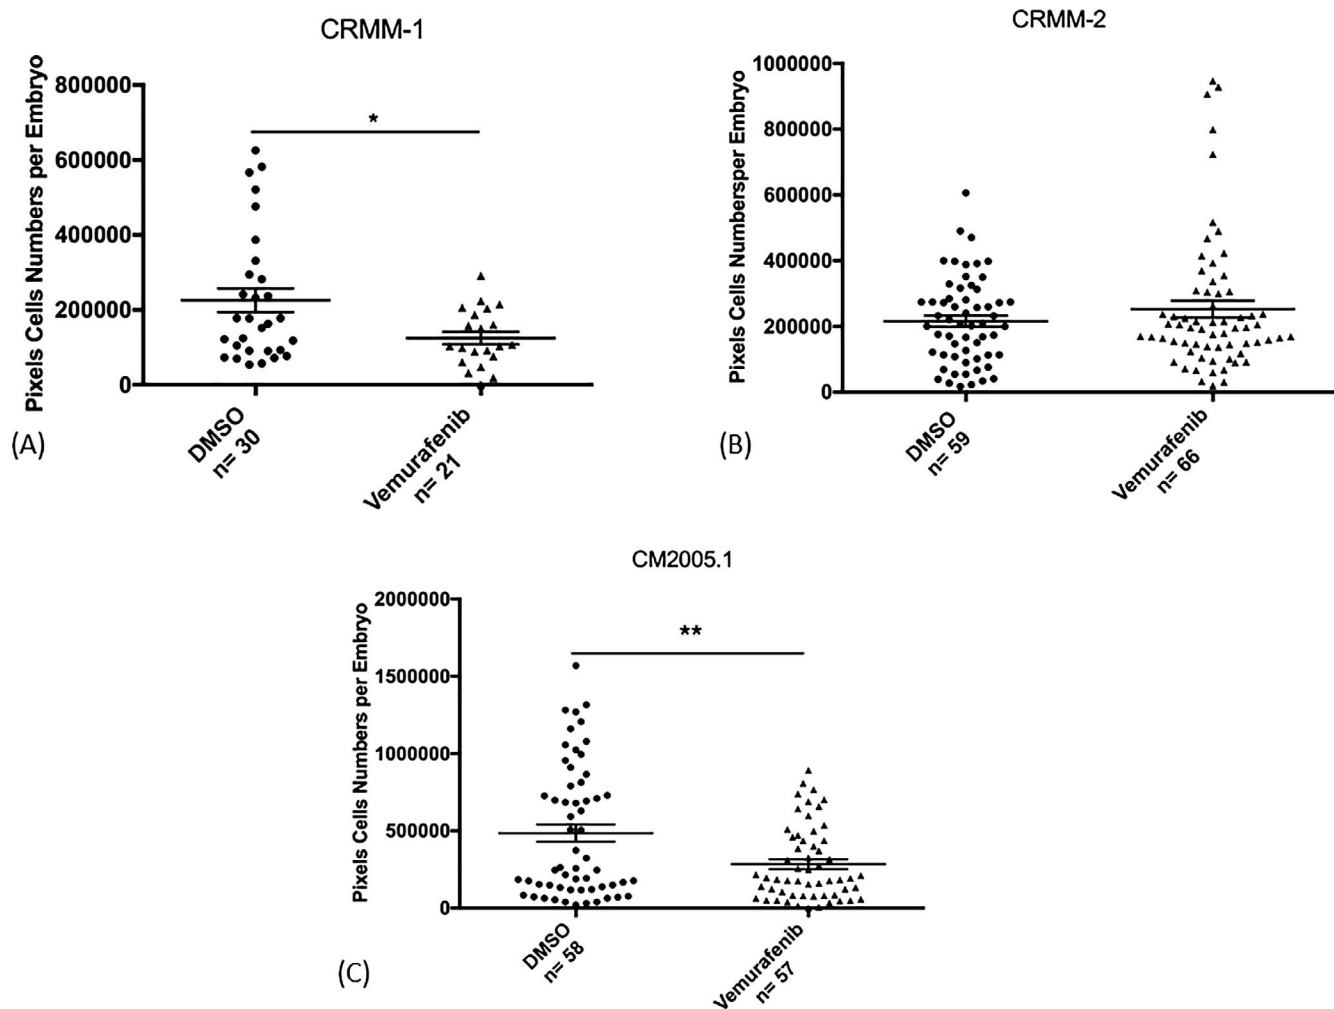 CRMM-1
Pixels Cells Numbers per Embryo
800000
600000
400000
200000
0
*
DMSO
n= 30
Vemurafenib
n= 21
(A)
CRMM-2
Pixels Cells Numbersper Embryo
1000000
800000
600000
400000
200000
0
DMSO
n= 59
Vemurafenib
n= 66
(B)
CM2005.1
Pixels Cells Numbers per Embryo
2000000
1500000
1000000
500000
0
**
DMSO
n= 58
Vemurafenib
n= 57
(C)